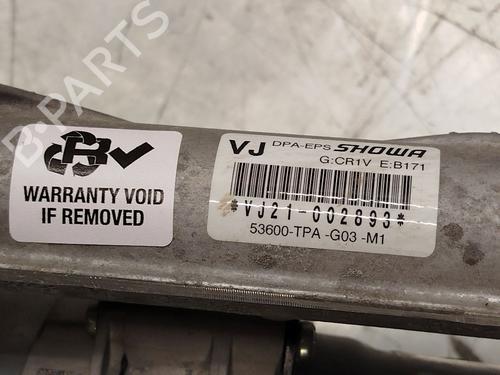 B-PARTS
B
WARRANTY VOID
IF REMOVED
VJ DPA-EPS SHOWA
G:CR1V E:B171
*VJ21-002893*
53600-TPA -G03 -M1